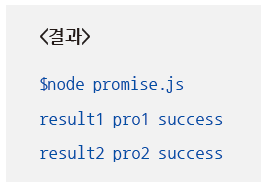 <결과>
$node promise.js
result1 pro1 success
result2 pro2 success